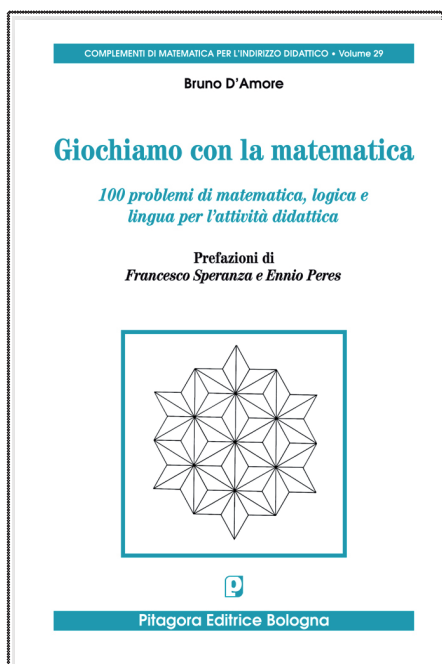 COMPLEMENTI DI MATEMATICA PER L'INDIRIZZO DIDATTICO • Volume 29
Bruno D'Amore
Giochiamo con la matematica
100 problemi di matematica, logica e
lingua per l'attività didattica
Prefazioni di
Francesco Speranza e Ennio Peres
Pitagora Editrice Bologna